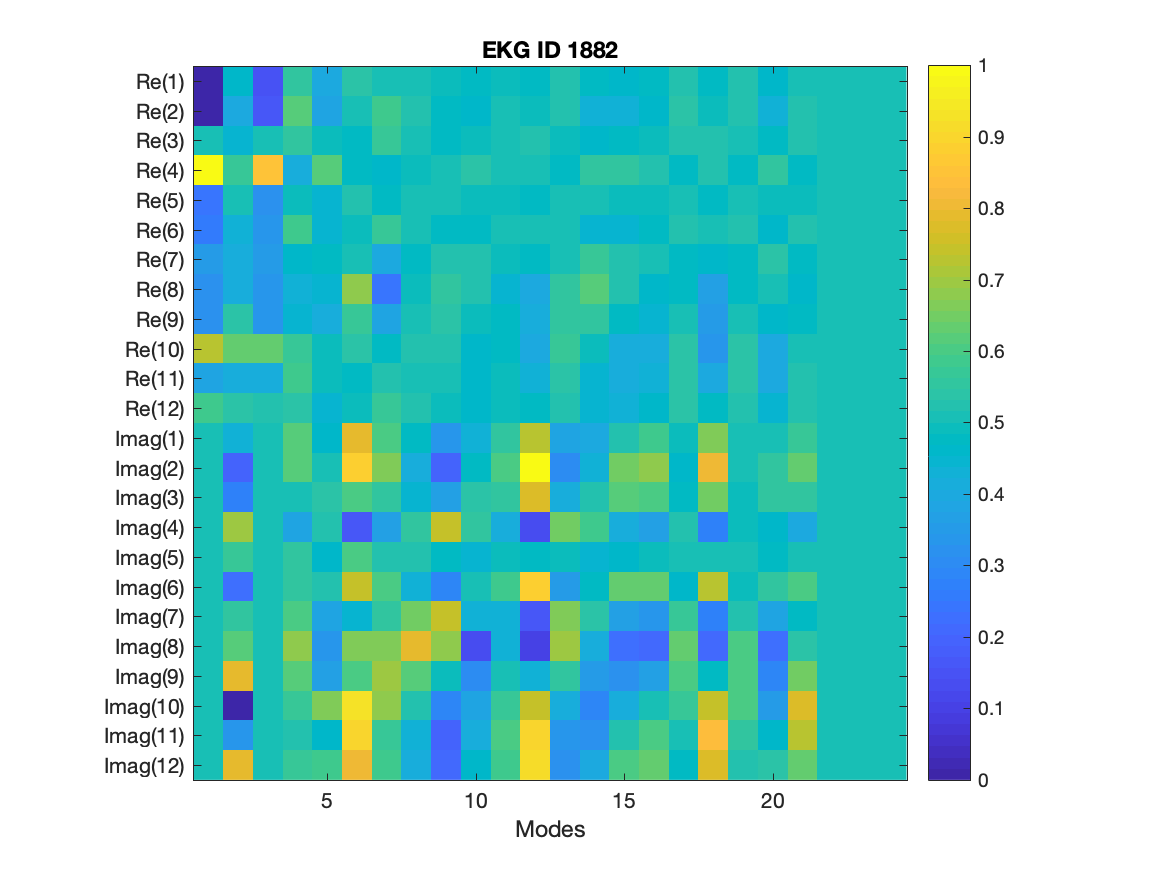 EKG ID 1882
Re(1)
Re(2)
Re(3)
Re(4)
Re(5)
Re(6)
Re(7)
Re(8)
Re(9)
Re(10)
Re(11)
Re(12)
Imag(1)
Imag(2)
Imag(3)
Imag(4)
Imag(5)
Imag(6)
Imag(7)
Imag(8)
Imag(9)
Imag(10)
Imag(11)
Imag(12)
5 10 15 20
Modes
1
0.9
0.8
0.7
0.6
0.5
0.4
0.3
0.2
0.1
0